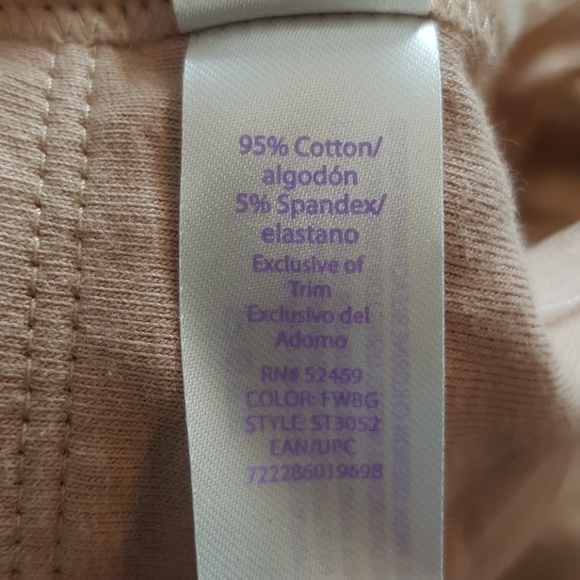 95% Cotton/
algodón
5% Spandex/
elastano
Exclusive of
Trim
Exclusivo del
Adorno
RN# 52469
COLOR: FWBG
STYLE: ST3052
EAN/UPC
722286019698